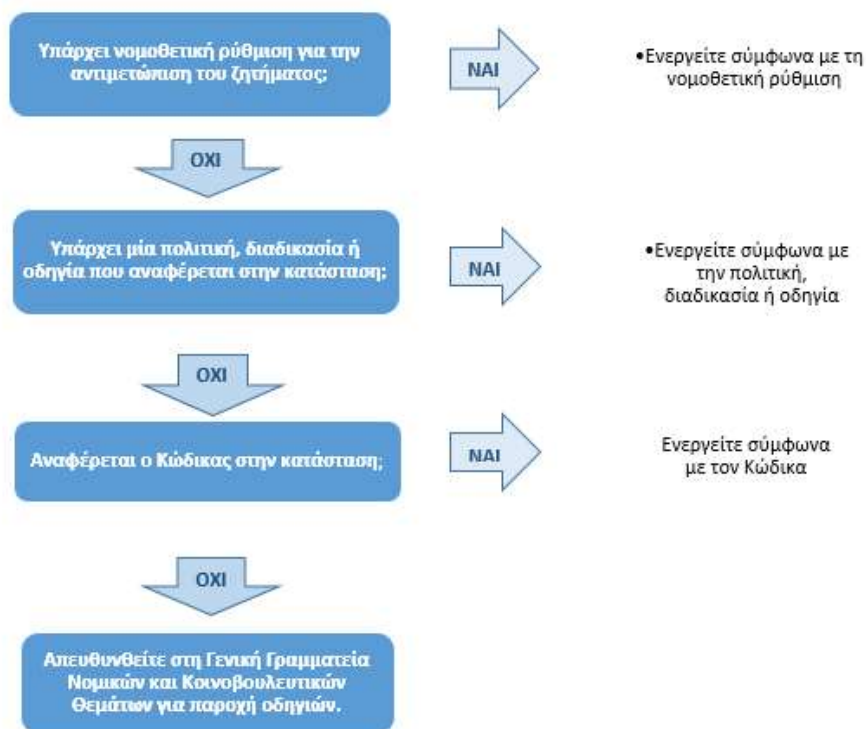 Υπάρχει νομοθετική ρύθμιση για την
αντιμετώπιση του ζητήματος;
ΝΑΙ
•Ενεργείτε σύμφωνα με τη
νομοθετική ρύθμιση
ΟΧΙ
Υπάρχει μία πολιτική, διαδικασία ή
οδηγία που αναφέρεται στην κατάσταση;
ΝΑΙ
•Ενεργείτε σύμφωνα με
την πολιτική,
διαδικασία ή οδηγία
ΟΧΙ
Αναφέρεται ο Κώδικας στην κατάσταση;
ΝΑΙ
Ενεργείτε σύμφωνα
με τον Κώδικα
ΟΧΙ
Απευθυνθείτε στη Γενική Γραμματεία
Νομικών και Κοινοβουλευτικών
Θεμάτων για παροχή οδηγιών.